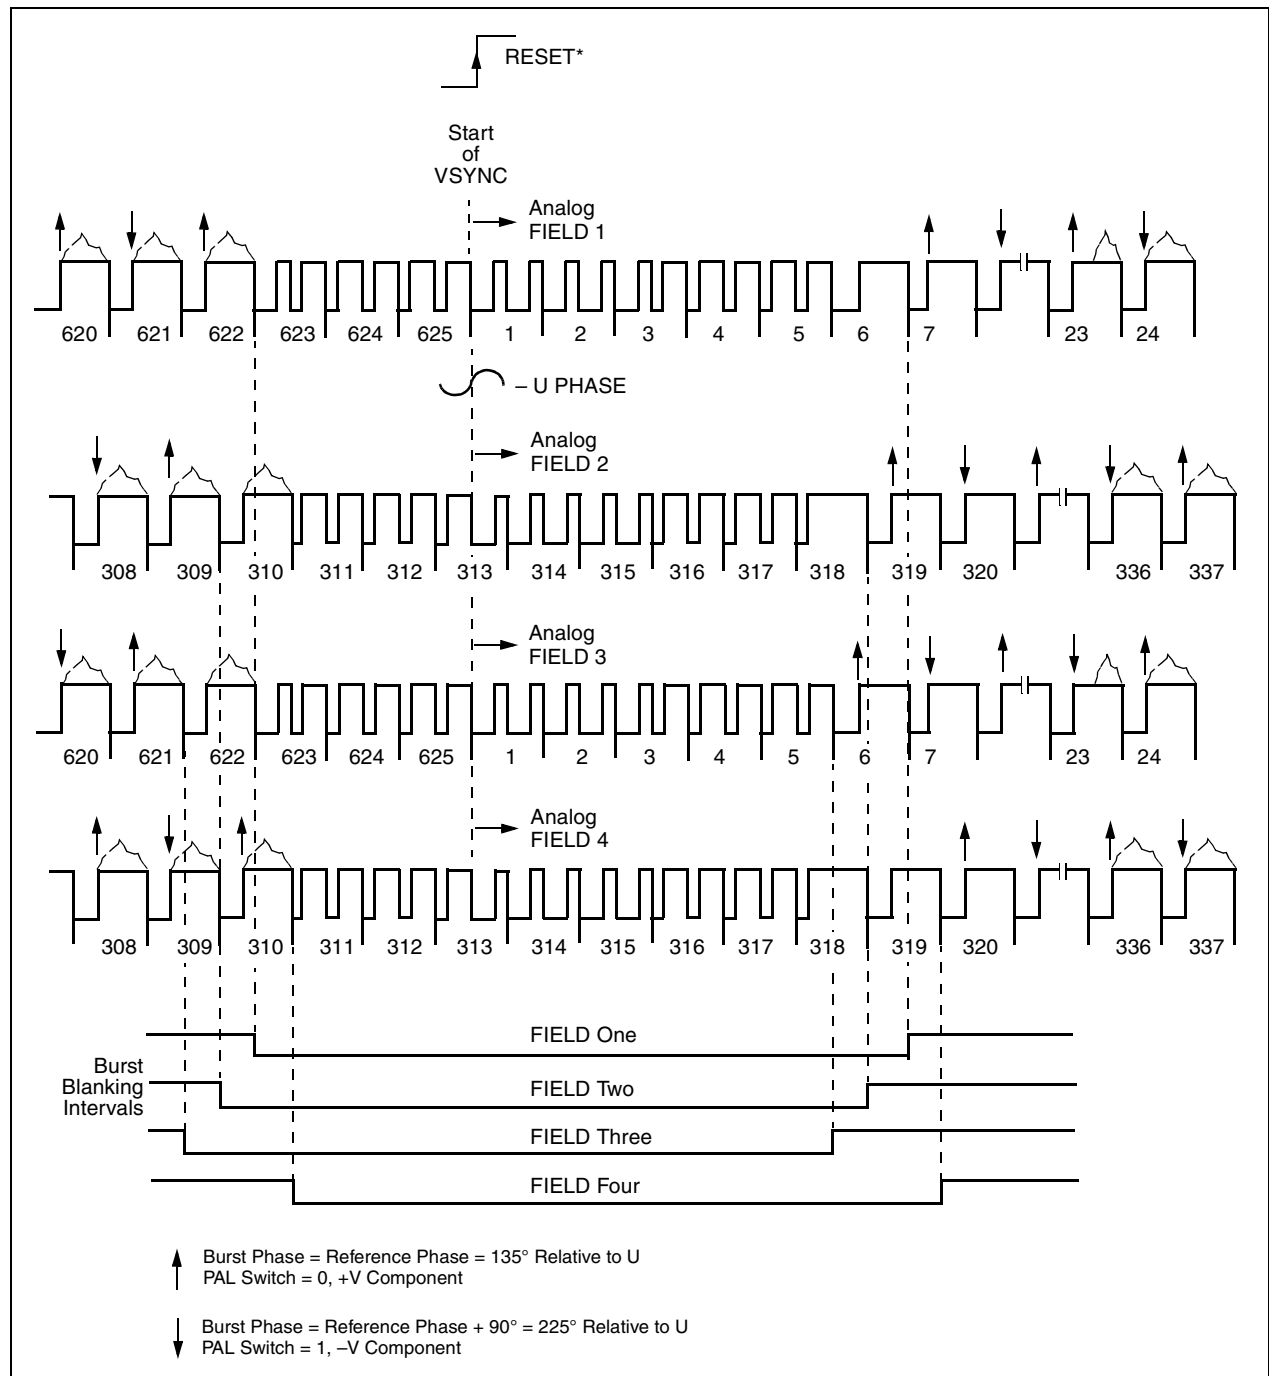 RESET*
Start
of
VSYNC
Analog
FIELD 1
620 621 622 623 624 625 1 2 3 4 5 6 7 23 24
– U PHASE
Analog
FIELD 2
308 309 310 311 312 313 314 315 316 317 318 319 320 336 337
Analog
FIELD 3
620 621 622 623 624 625 1 2 3 4 5 6 7 23 24
Analog
FIELD 4
308 309 310 311 312 313 314 315 316 317 318 319 320 336 337
Burst
Blanking
Intervals
FIELD One
FIELD Two
FIELD Three
FIELD Four
Burst Phase = Reference Phase = 135° Relative to U
PAL Switch = 0, +V Component
Burst Phase = Reference Phase + 90° = 225° Relative to U
PAL Switch = 1, –V Component